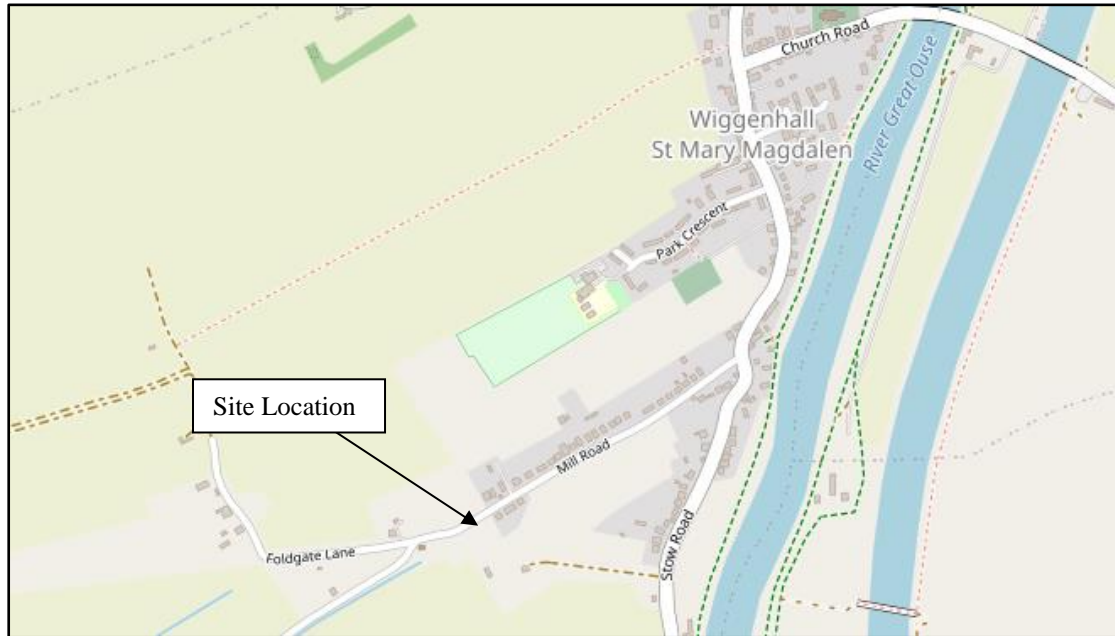 Church Road
Wiggenhall
St Mary Magdalen
River Great Ouse
Park Crescent
Site Location
Mill Road
Foldgate Lane
Stow Road